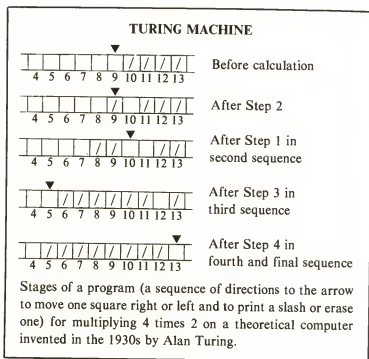 TURING MACHINE
4 5 6 7 8 9 10 11 12 13
Before calculation
4 5 6 7 8 9 10 11 12 13
After Step 2
4 5 6 7 8 9 10 11 12 13
After Step 1 in
second sequence
4 5 6 7 8 9 10 11 12 13
After Step 3 in
third sequence
4 5 6 7 8 9 10 11 12 13
After Step 4 in
fourth and final sequence
Stages of a program (a sequence of directions to the arrow
to move one square right or left and to print a slash or erase
one) for multiplying 4 times 2 on a theoretical computer
invented in the 1930s by Alan Turing.